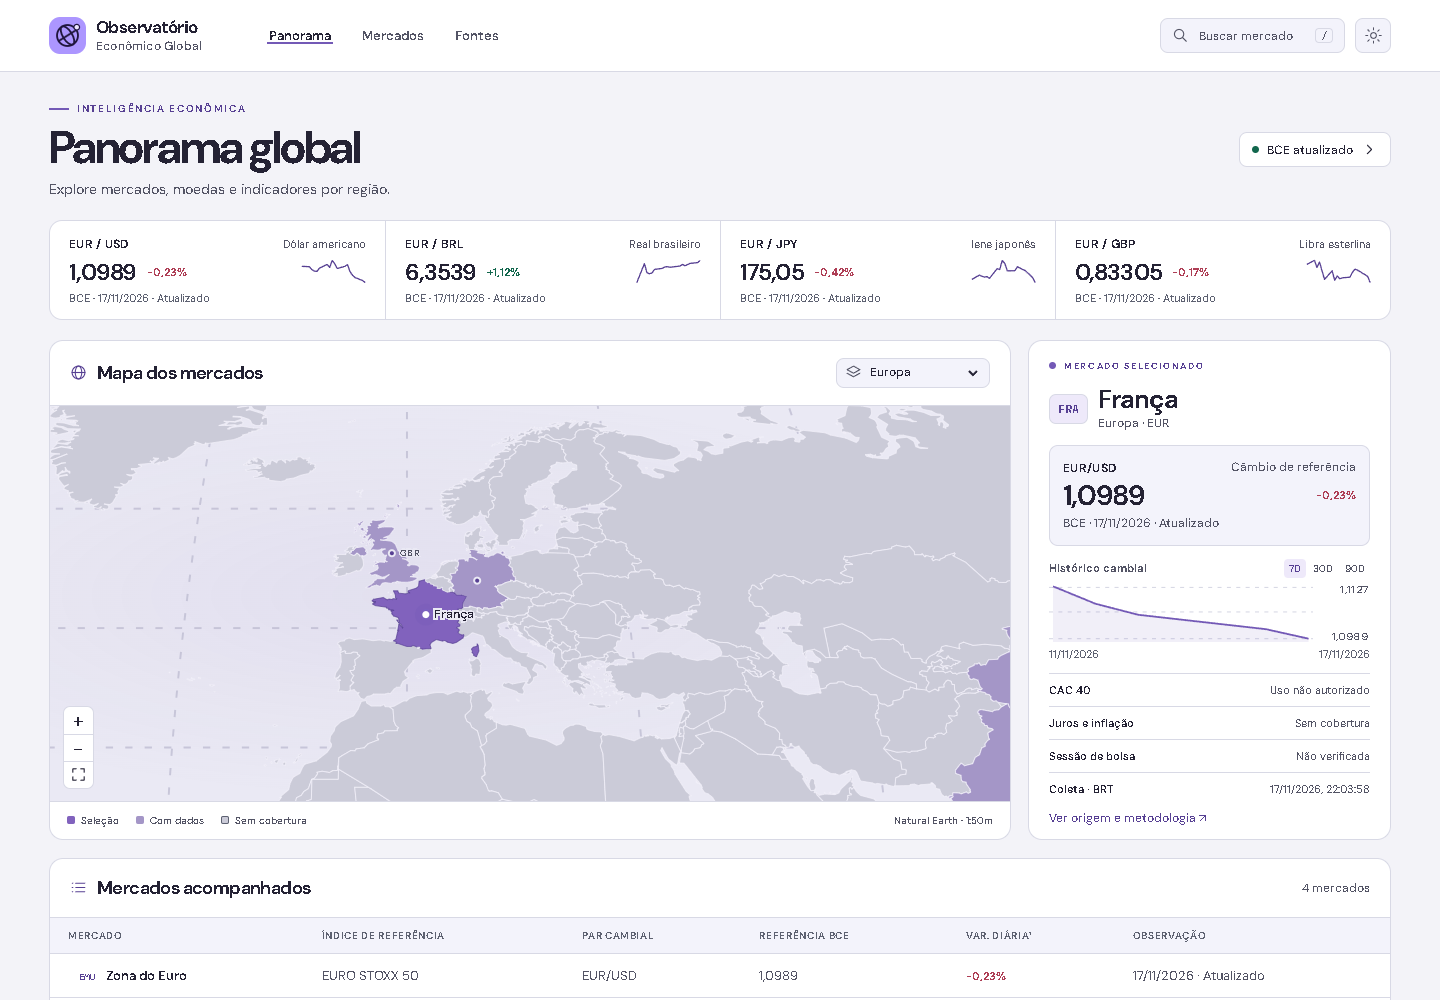 Observatório
Econômico Global
Panorama
Mercados
Fontes
Buscar mercado
/
INTELIGÊNCIA ECONÔMICA
Panorama global
Explore mercados, moedas e indicadores por região.
BCE atualizado
EUR / USD
Dólar americano
1,0989 -0,23%
BCE · 17/11/2026 · Atualizado
EUR / BRL
Real brasileiro
6,3539 +1,12%
BCE · 17/11/2026 · Atualizado
EUR / JPY
Iene japonês
175,05 -0,42%
BCE · 17/11/2026 · Atualizado
EUR / GBP
Libra esterlina
0,83305 -0,17%
BCE · 17/11/2026 · Atualizado
Mapa dos mercados
Europa
GBR
França
+
−
Seleção
Com dados
Sem cobertura
Natural Earth · 1:50m
MERCADO SELECIONADO
FRA
França
Europa · EUR
EUR/USD
Câmbio de referência
1,0989
-0,23%
BCE · 17/11/2026 · Atualizado
Histórico cambial
7D 30D 90D
1,1127
1,0989
11/11/2026
17/11/2026
CAC 40
Uso não autorizado
Juros e inflação
Sem cobertura
Sessão de bolsa
Não verificada
Coleta · BRT
17/11/2026, 22:03:58
Ver origem e metodologia ↗
Mercados acompanhados
4 mercados
MERCADO
ÍNDICE DE REFERÊNCIA
PAR CAMBIAL
REFERÊNCIA BCE
VAR. DIÁRIA¹
OBSERVAÇÃO
EMU
Zona do Euro
EURO STOXX 50
EUR/USD
1,0989
-0,23%
17/11/2026 · Atualizado